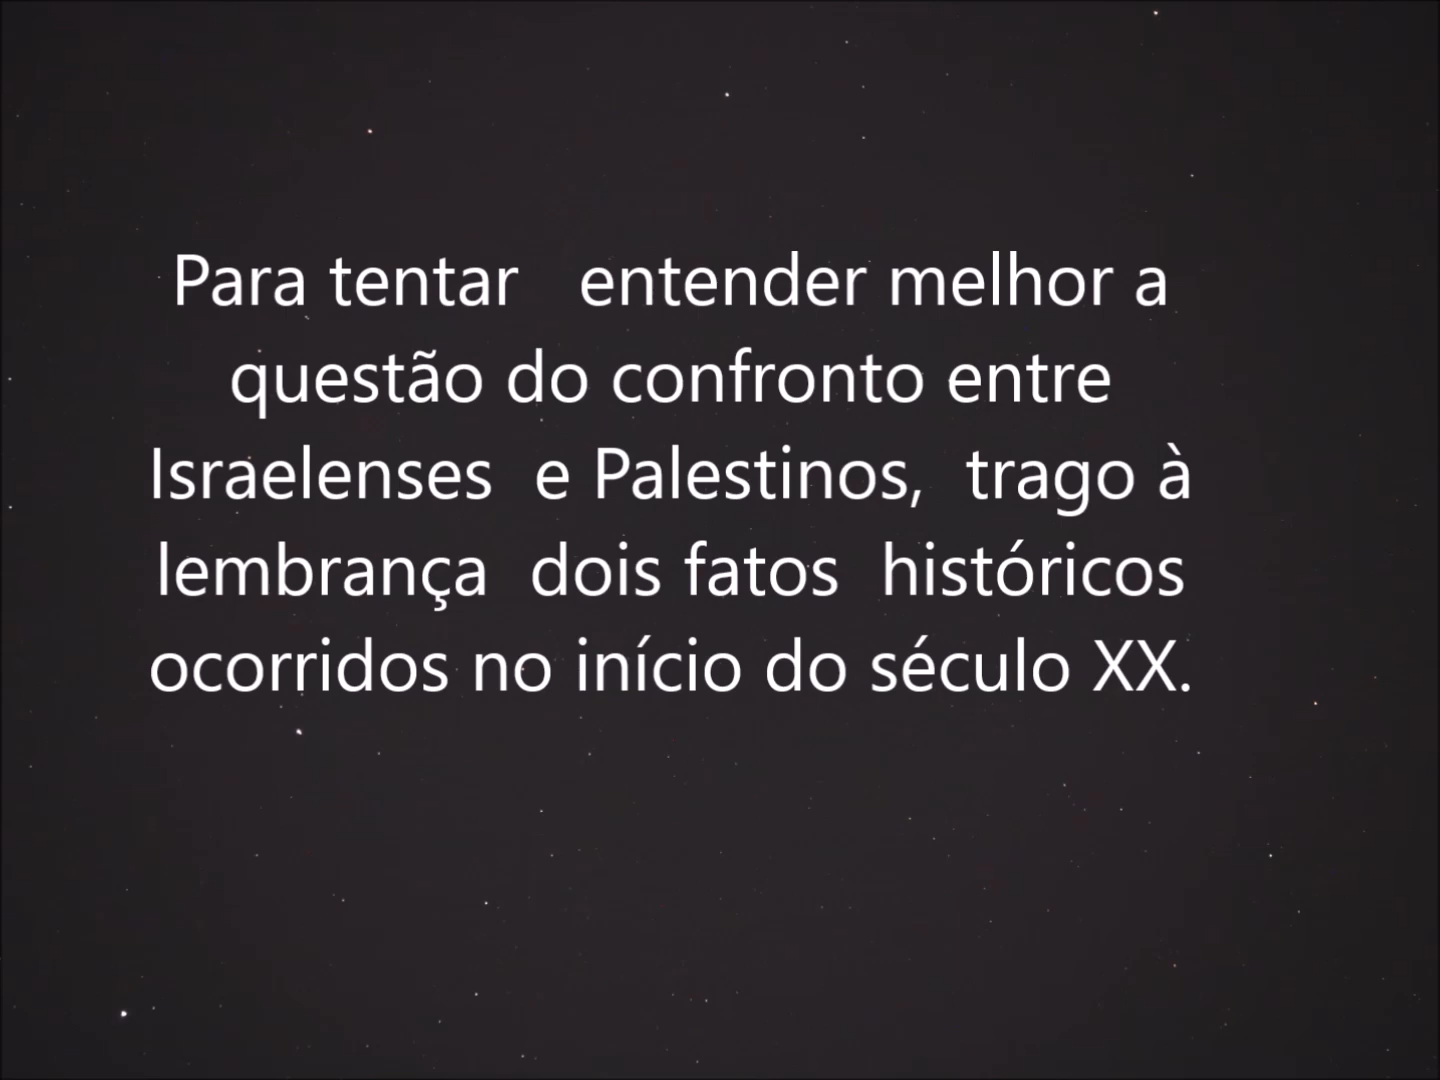 Para tentar entender melhor a
questão do confronto entre
Israelenses e Palestinos, trago à
lembrança dois fatos históricos
ocorridos no início do século XX.